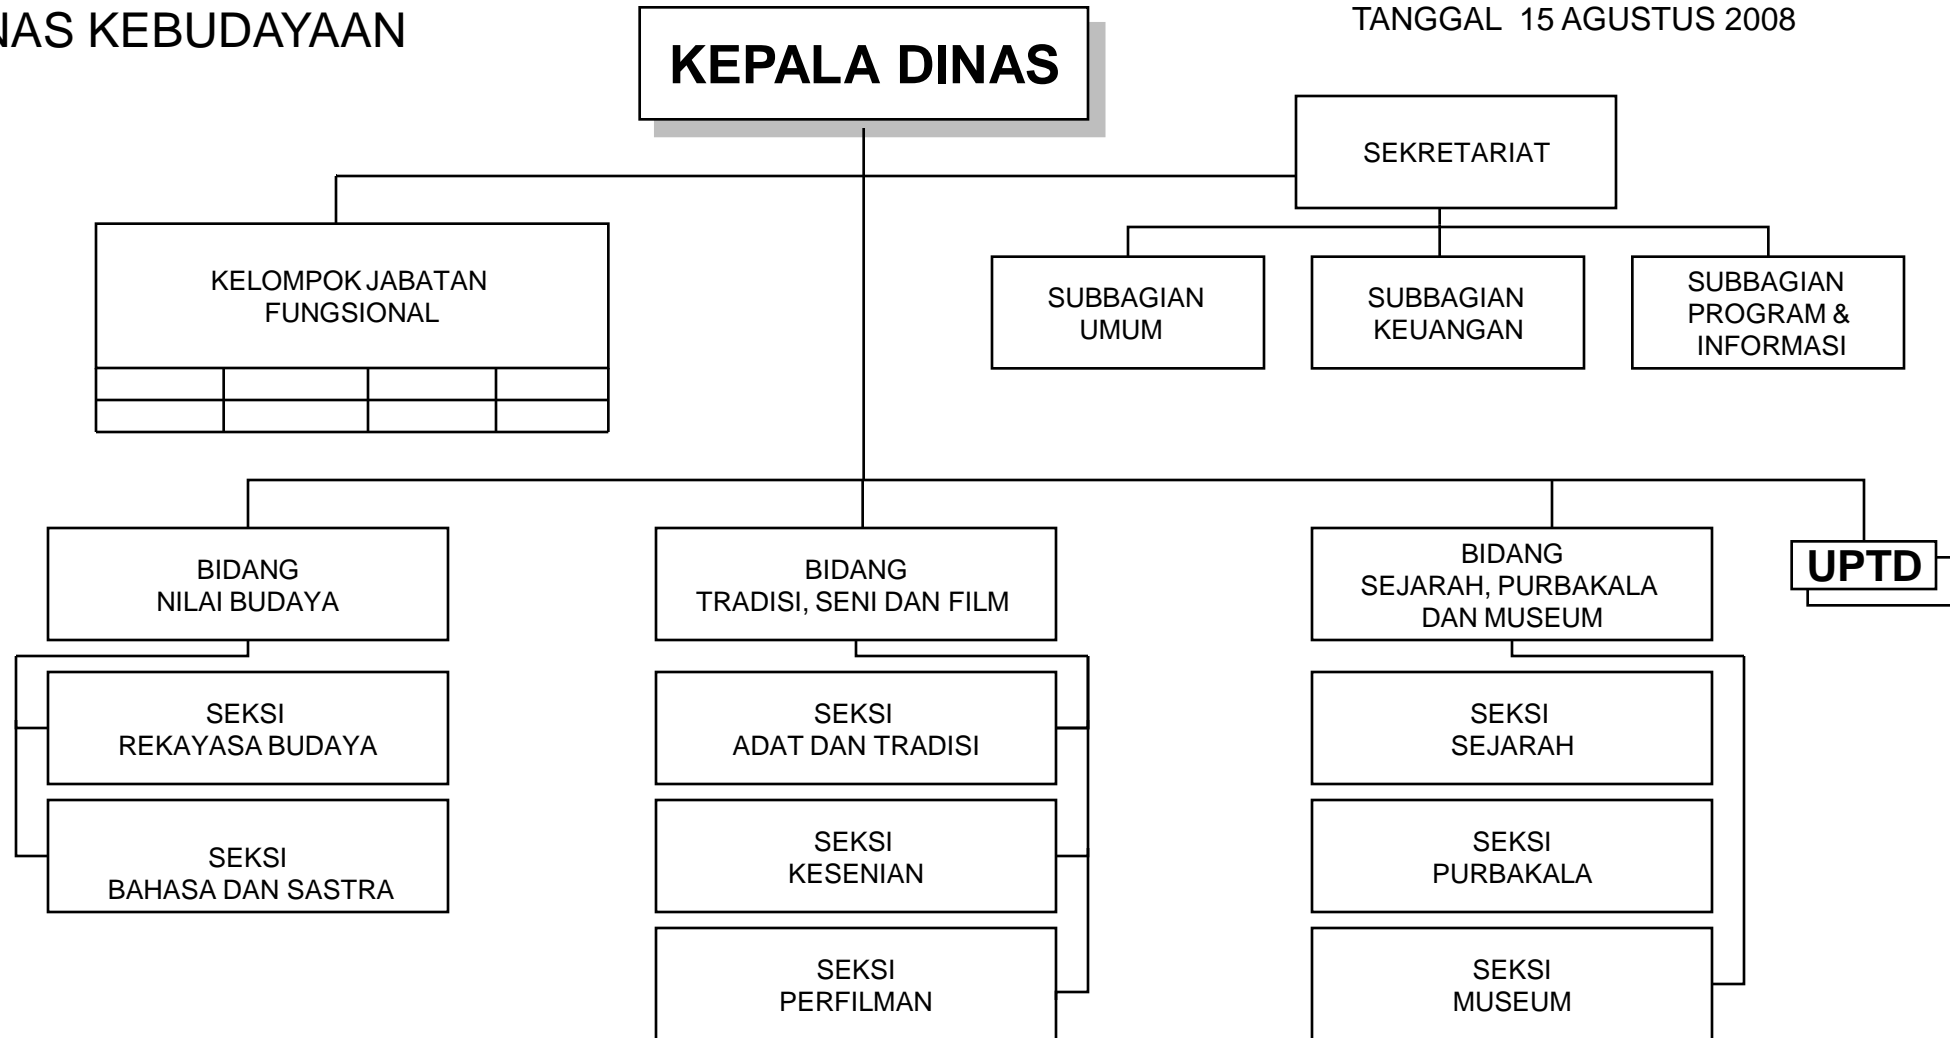 NAS KEBUDAYAAN
KEPALA DINAS
TANGGAL 15 AGUSTUS 2008
SEKRETARIAT
KELOMPOK JABATAN
FUNGSIONAL
SUBBAGIAN
UMUM
SUBBAGIAN
KEUANGAN
SUBBAGIAN
PROGRAM &
INFORMASI
BIDANG
NILAI BUDAYA
BIDANG
TRADISI, SENI DAN FILM
BIDANG
SEJARAH, PURBAKALA
DAN MUSEUM
UPTD
SEKSI
REKAYASA BUDAYA
SEKSI
ADAT DAN TRADISI
SEKSI
SEJARAH
SEKSI
BAHASA DAN SASTRA
SEKSI
KESENIAN
SEKSI
PURBAKALA
SEKSI
PERFILMAN
SEKSI
MUSEUM